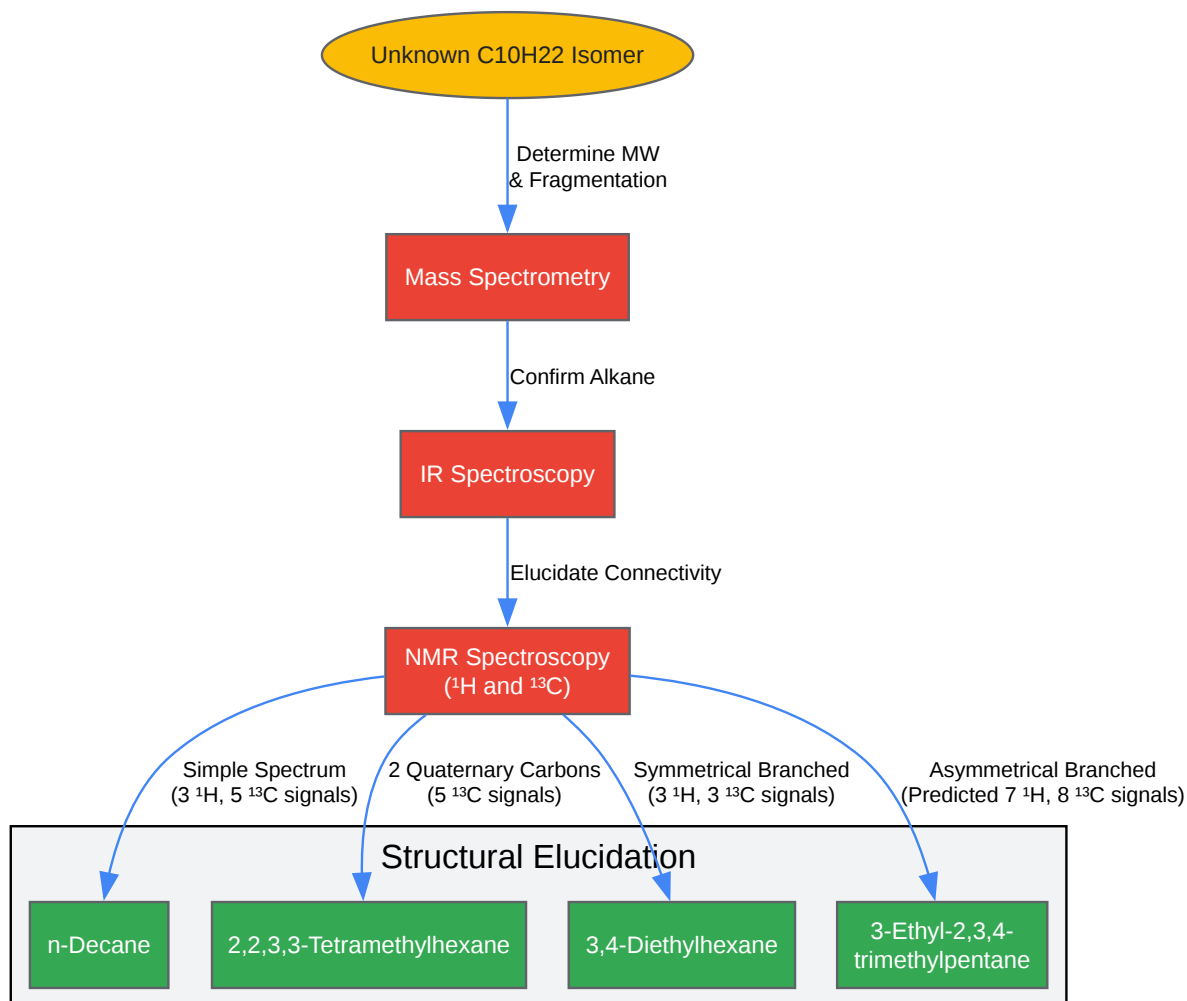 Unknown C10H22 Isomer
Determine MW
& Fragmentation
Mass Spectrometry
Confirm Alkane
IR Spectroscopy
Elucidate Connectivity
NMR Spectroscopy
(¹H and ¹³C)
Simple Spectrum
(3 ¹H, 5 ¹³C signals)
2 Quaternary Carbons
(5 ¹³C signals)
Symmetrical Branched
(3 ¹H, 3 ¹³C signals)
Asymmetrical Branched
(Predicted 7 ¹H, 8 ¹³C signals)
Structural Elucidation
n-Decane
2,2,3,3-Tetramethylhexane
3,4-Diethylhexane
3-Ethyl-2,3,4-
trimethylpentane